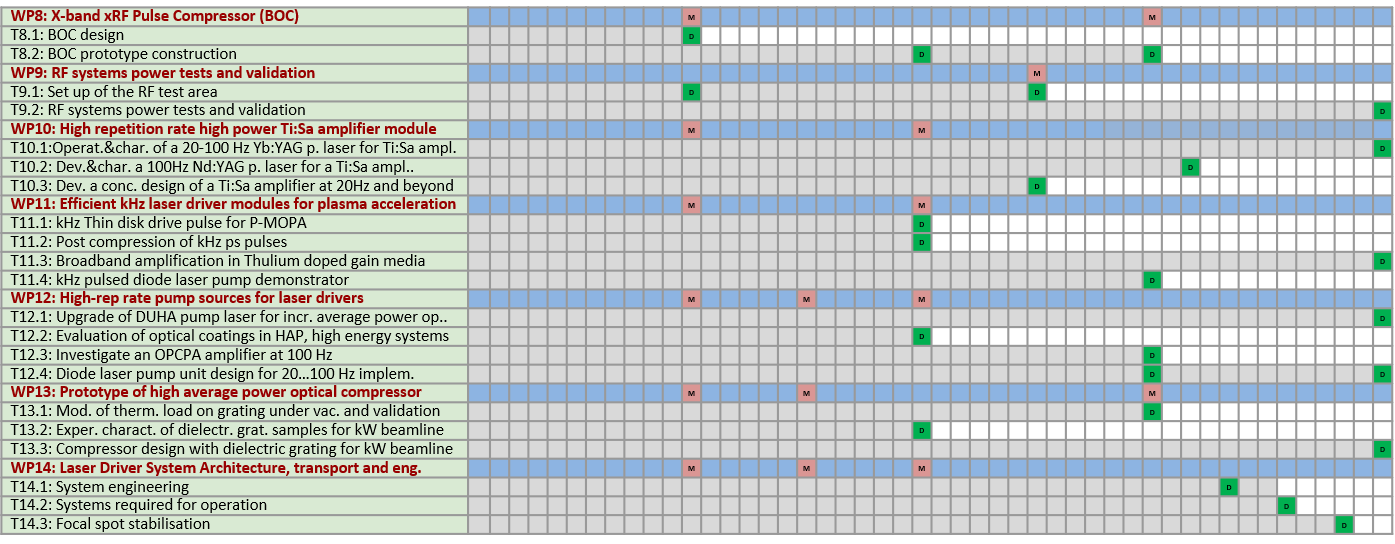 WP8: X-band xRF Pulse Compressor (BOC) M M
T8.1: BOC design D
T8.2: BOC prototype construction D D
WP9: RF systems power tests and validation M
T9.1: Set up of the RF test area D D
T9.2: RF systems power tests and validation D
WP10: High repetition rate high power Ti:Sa amplifier module M M
T10.1:Operat.&char. of a 20-100 Hz Yb:YAG p. laser for Ti:Sa ampl. D
T10.2: Dev.&char. a 100Hz Nd:YAG p. laser for a Ti:Sa ampl.. D
T10.3: Dev. a conc. design of a Ti:Sa amplifier at 20Hz and beyond D
WP11: Efficient kHz laser driver modules for plasma acceleration M M
T11.1: kHz Thin disk drive pulse for P-MOPA D
T11.2: Post compression of kHz ps pulses D
T11.3: Broadband amplification in Thulium doped gain media D
T11.4: kHz pulsed diode laser pump demonstrator D
WP12: High-rep rate pump sources for laser drivers M M M
T12.1: Upgrade of DUHA pump laser for incr. average power op.. D
T12.2: Evaluation of optical coatings in HAP, high energy systems D
T12.3: Investigate an OPCPA amplifier at 100 Hz D
T12.4: Diode laser pump unit design for 20...100 Hz implem. D D
WP13: Prototype of high average power optical compressor M M M
T13.1: Mod. of therm. load on grating under vac. and validation D
T13.2: Exper. charact. of dielectr. grat. samples for kW beamline D
T13.3: Compressor design with dielectric grating for kW beamline D
WP14: Laser Driver System Architecture, transport and eng. M M M
T14.1: System engineering D
T14.2: Systems required for operation D
T14.3: Focal spot stabilisation D